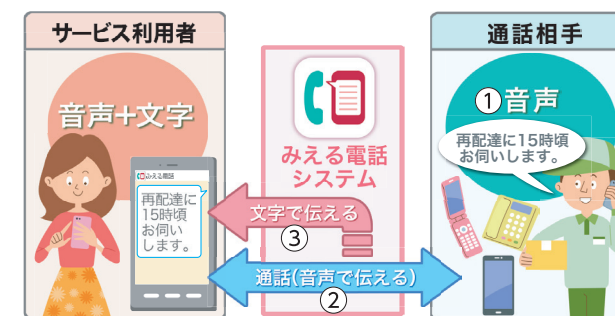 サービス利用者
音声+文字
みえる電話
再配達に
15時頃
お伺い
します。
みえる電話
システム
文字で伝える
③
通話(音声で伝える)
②
通話相手
①音声
再配達に15時頃
お伺いします。